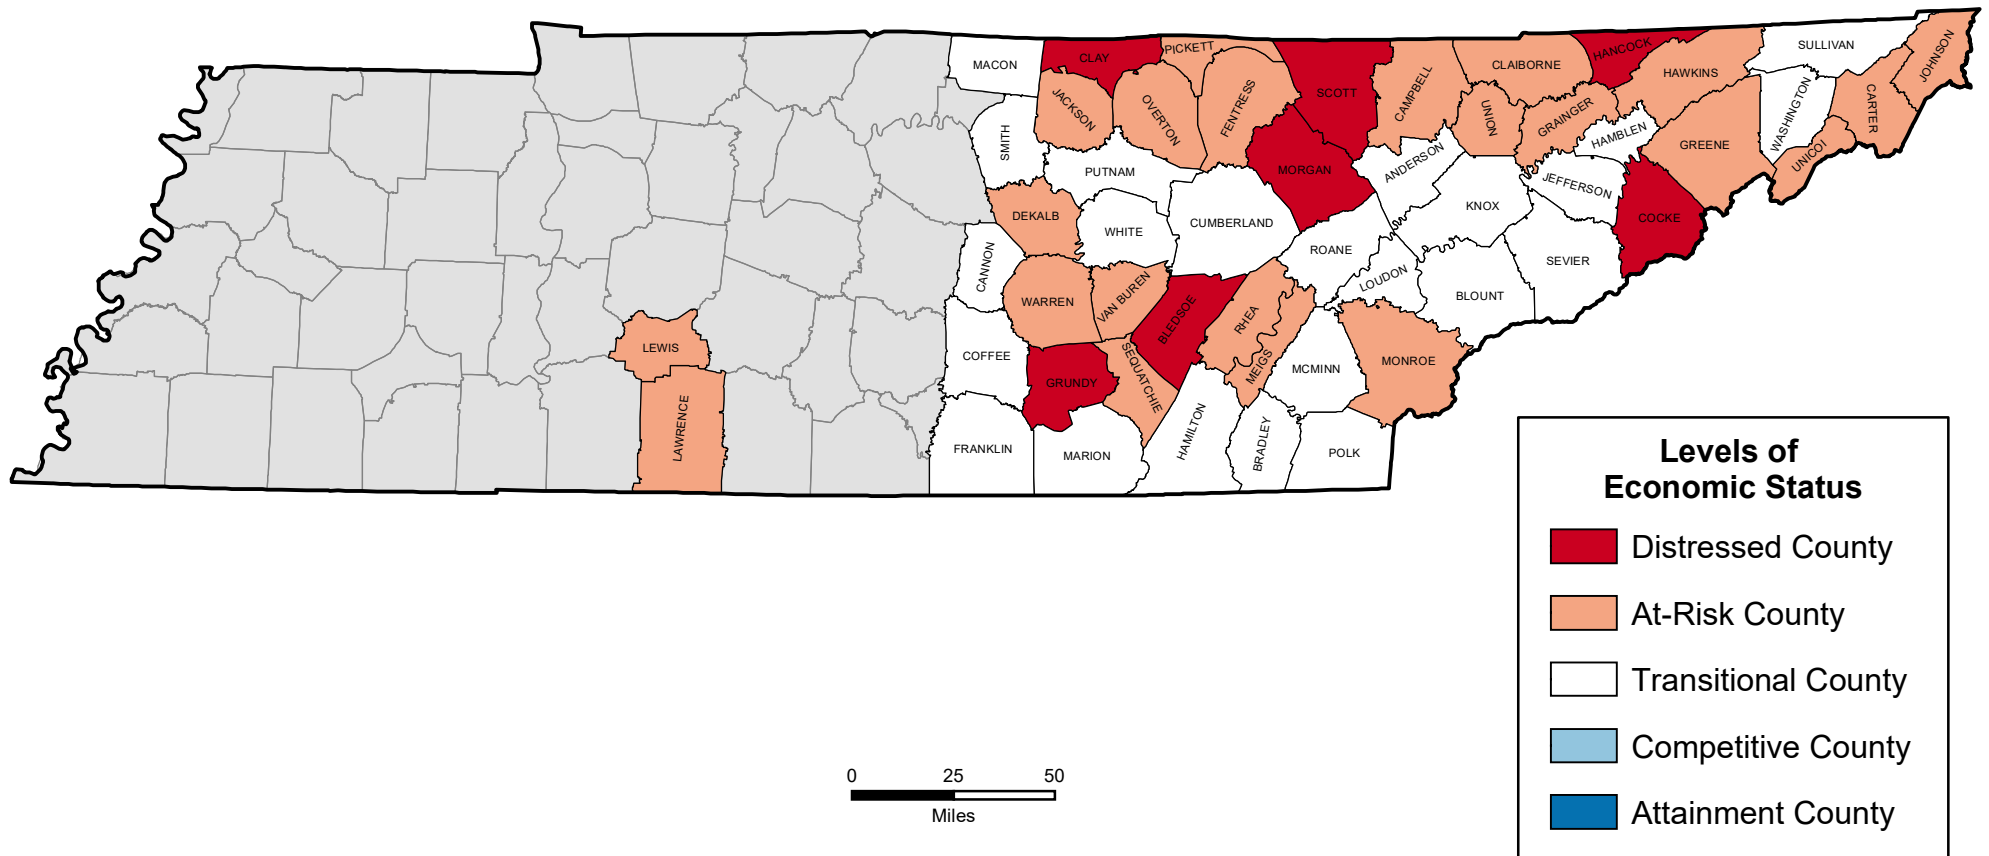 MACON
CLAY
PICKETT
SCOTT
CAMPBELL
CLAIBORNE
HANCOCK
HAWKINS
SULLIVAN
JOHNSON
JACKSON
OVERTON
FENTRESS
UNION
GRAINGER
HAMBLEN
GREENE
WASHINGTON
CARTER
UNICOI
SMITH
PUTNAM
MORGAN
ANDERSON
JEFFERSON
COCKE
DEKALB
WHITE
CUMBERLAND
KNOX
ROANE
SEVIER
CANNON
WARREN
VAN BUREN
BLEDSOE
RHEA
LOUDON
BLOUNT
LEWIS
COFFEE
GRUNDY
SEQUATCHIE
MEIGS
MCMINN
MONROE
LAWRENCE
FRANKLIN
MARION
HAMILTON
BRADLEY
POLK
Levels of
Economic Status
Distressed County
At-Risk County
Transitional County
Competitive County
Attainment County
0 25 50
Miles